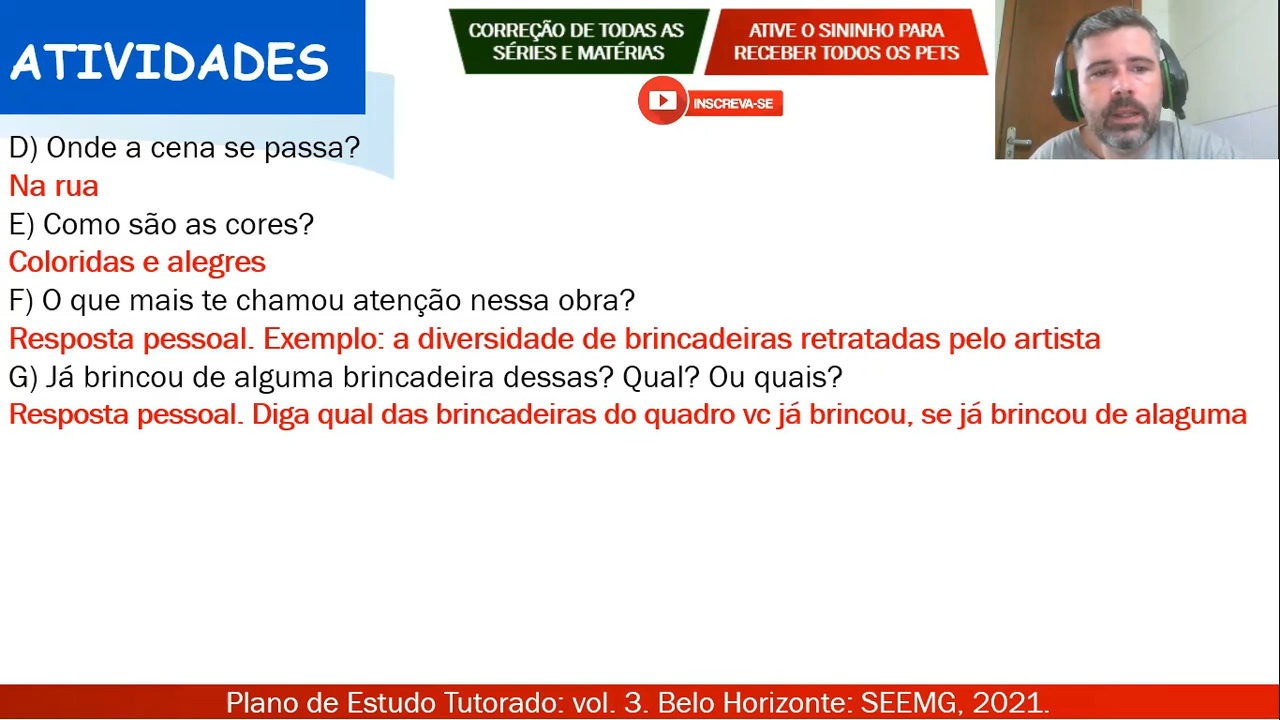 ATIVIDADES
CORREÇÃO DE TODAS AS
SÉRIES E MATÉRIAS
ATIVE O SININHO PARA
RECEBER TODOS OS PETS
INSCREVA-SE
D) Onde a cena se passa?
Na rua
E) Como são as cores?
Coloridas e alegres
F) O que mais te chamou atenção nessa obra?
Resposta pessoal. Exemplo: a diversidade de brincadeiras retratadas pelo artista
G) Já brincou de alguma brincadeira dessas? Qual? Ou quais?
Resposta pessoal. Diga qual das brincadeiras do quadro vc já brincou, se já brincou de alaguma
Plano de Estudo Tutorado: vol. 3. Belo Horizonte: SEEMG, 2021.